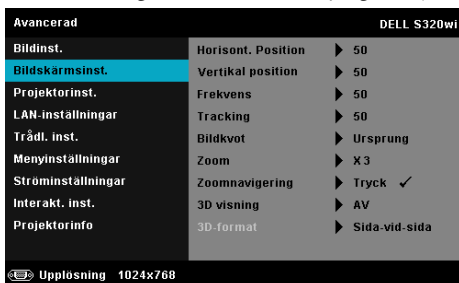 Avancerad DELL S320wi
Bildinst.
Bildskärmsinst.
Projektorinst.
LAN-inställningar
Trådl. inst.
Menyinställningar
Ströminställningar
Interakt. inst.
Projektorinfo
Horisont. Position 50
Vertikal position 50
Frekvens 50
Tracking 50
Bildkvot Ursprung
Zoom X3
Zoomnavigering Tryck ✓
3D visning AV
3D-format Sida-vid-sida
Upplösning 1024x768